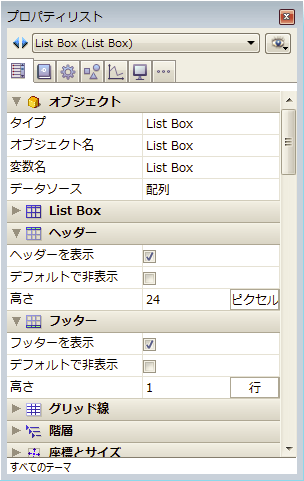 プロパティリスト
List Box (List Box)
オブジェクト
タイプ List Box
オブジェクト名 List Box
変数名 List Box
データソース 配列
List Box
ヘッダー
ヘッダーを表示
デフォルトで非表示
高さ 24 ピクセル
フッター
フッターを表示
デフォルトで非表示
高さ 1 行
グリッド線
階層
座標とサイズ
すべてのテーマ